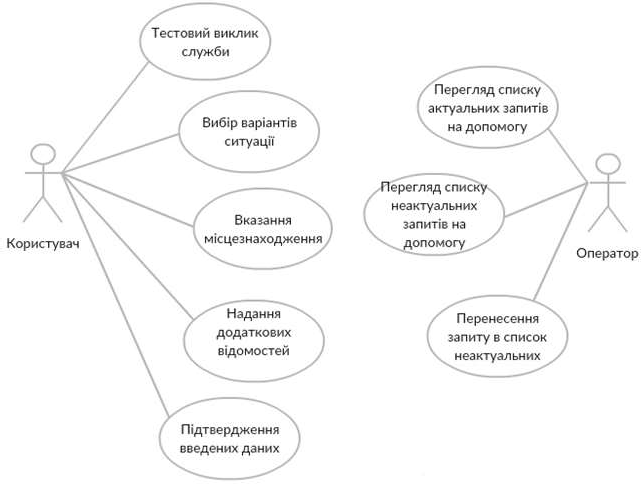 Тестовий виклик
служби
Вибір варіантів
ситуації
Вказання
місцезнаходження
Надання
додаткових
відомостей
Підтвердження
введених даних
Користувач
Перегляд списку
актуальних запитів
на допомогу
Перегляд списку
неактуальних
запитів на
допомогу
Перенесення
запиту в список
неактуальних
Оператор